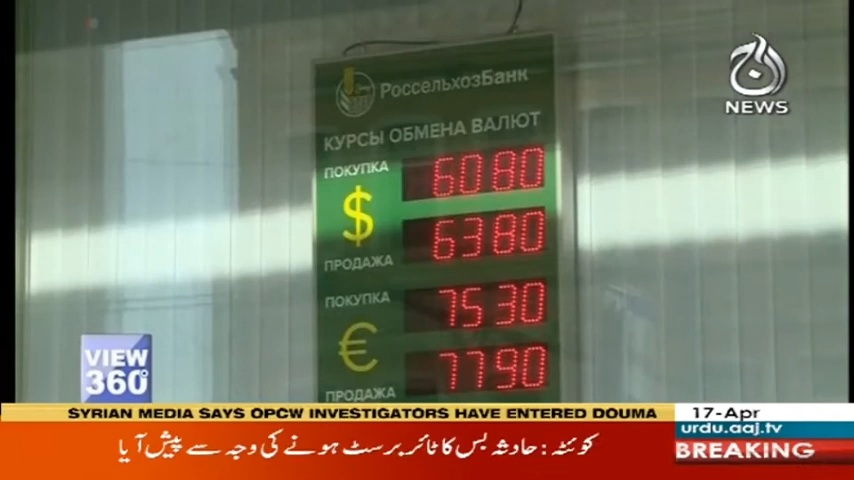 آج
NEWS
РоссельхозБанк
КУРСЫ ОБМЕНА ВАЛЮТ
ПОКУПКА
6080
$
6380
ПРОДАЖА
ПОКУПКА
7530
€
7790
ПРОДАЖА
VIEW
360°
SYRIAN MEDIA SAYS OPCW INVESTIGATORS HAVE ENTERED DOUMA
17-Apr
urdu.aaj.tv
کوئٹہ : حادثہ بس کا ٹائر برسٹ ہونے کی وجہ سے پیش آیا
BREAKING